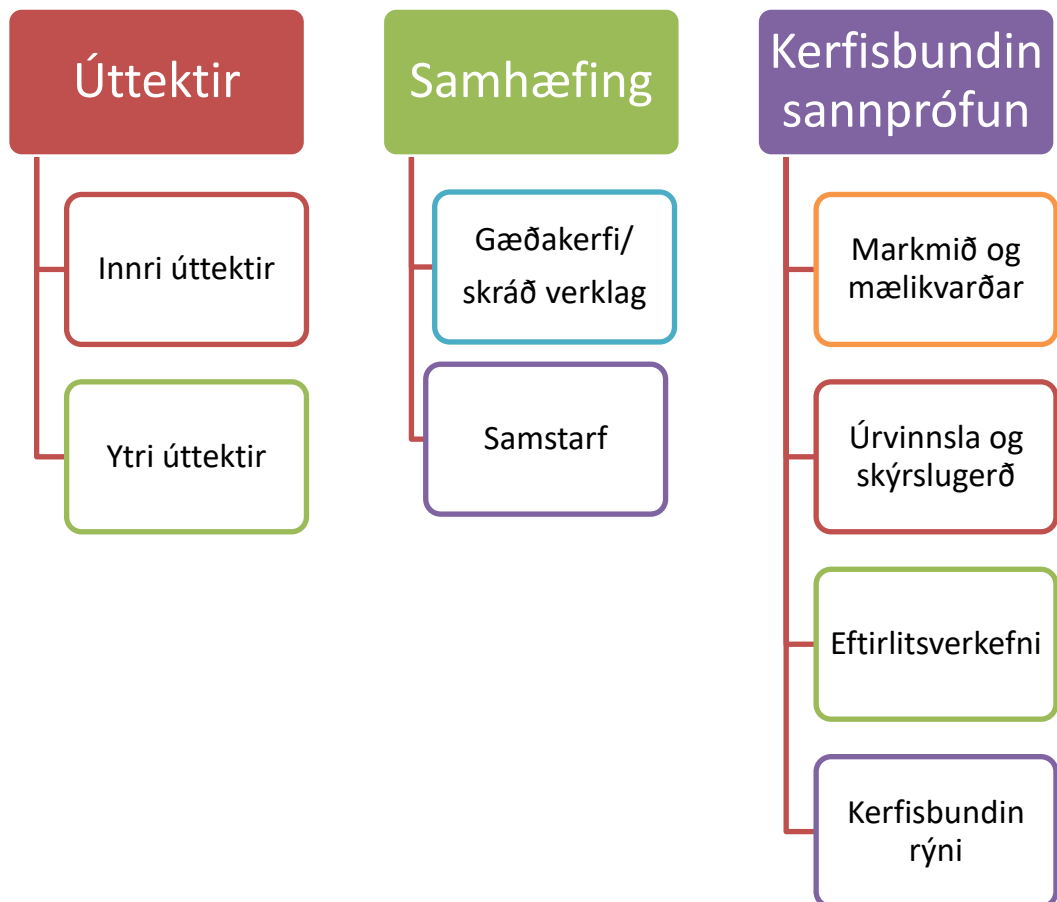 Úttektir
Innri úttektir
Ytri úttektir
Samhæfing
Gæðakerfi/
skráð verklag
Samstarf
Kerfisbundin
sannprófun
Markmið og
mælikvarðar
Úrvinnsla og
skýrslugerð
Eftirlitsverkefni
Kerfisbundin
rýni